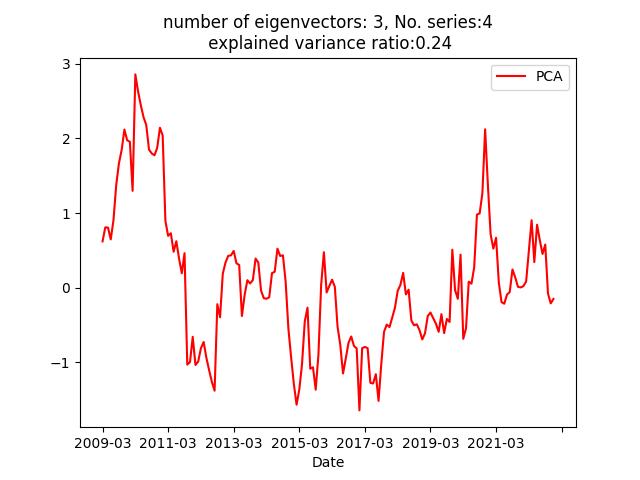 number of eigenvectors: 3, No. series:4
explained variance ratio:0.24
PCA
3
2
1
0
−1
2009-03 2011-03 2013-03 2015-03 2017-03 2019-03 2021-03
Date